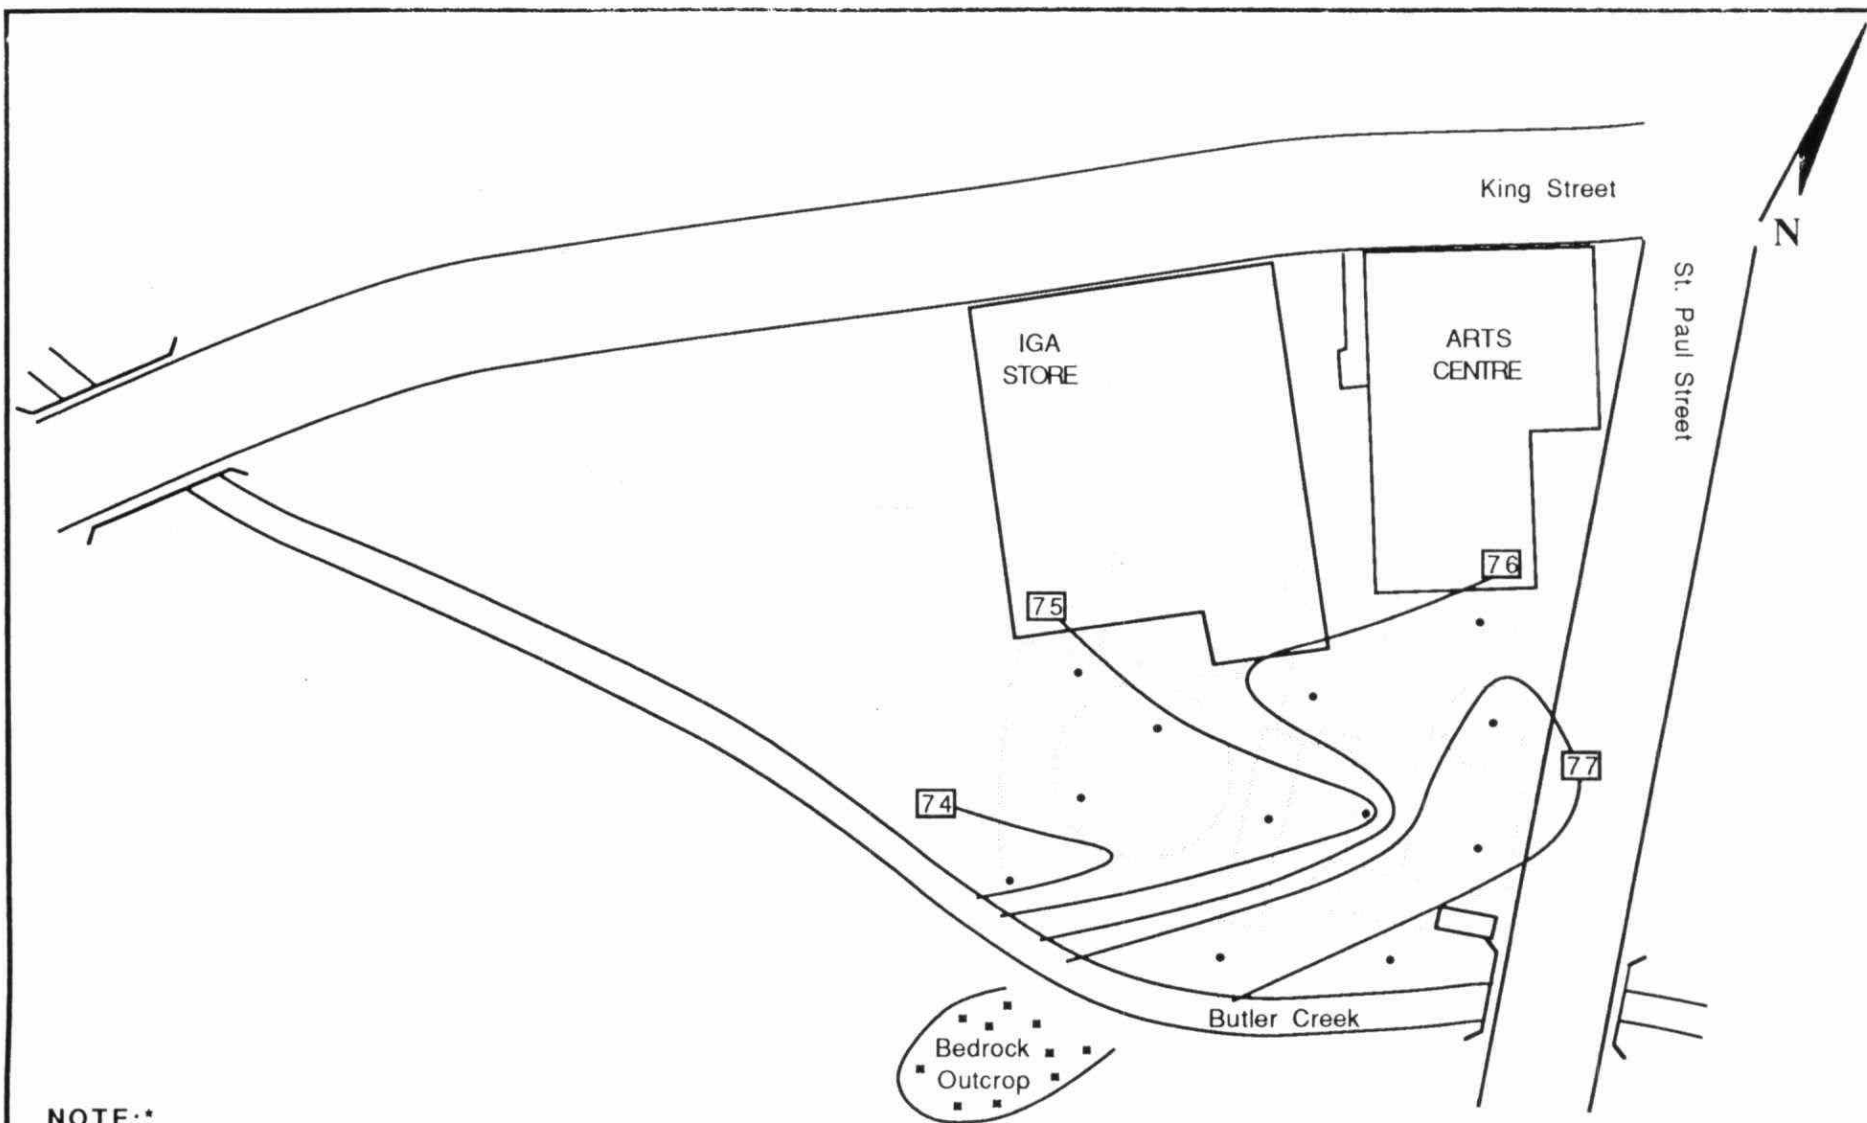 King Street
N
St. Paul Street
IGA
STORE
ARTS
CENTRE
76
75
77
74
Butler Creek
Bedrock
Outcrop
NOTE:*